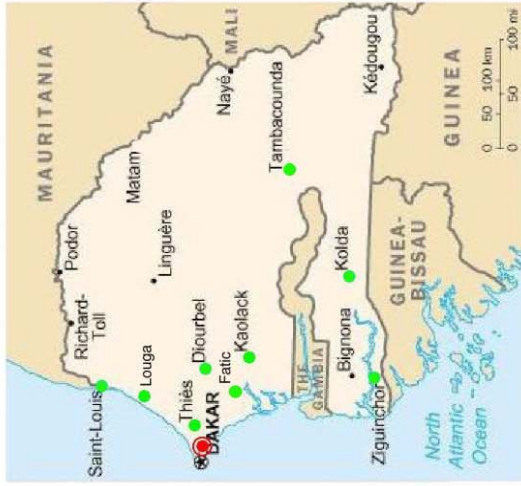 MAURITANIA
MALI
Podor
Richard-
Toll
Saint-Louis
Matam
Linguère
Louga
Nayé
Diourbel
Thiès
Fatic
Kaolack
DAKAR
Tambacounda
THE
GAMBIA
Kolda
Bignona
Kédougou
Ziguinchor
GUINEA-
BISSAU
GUINEA
North
Atlantic
Ocean
0 50 100 km
0 50 100 mi